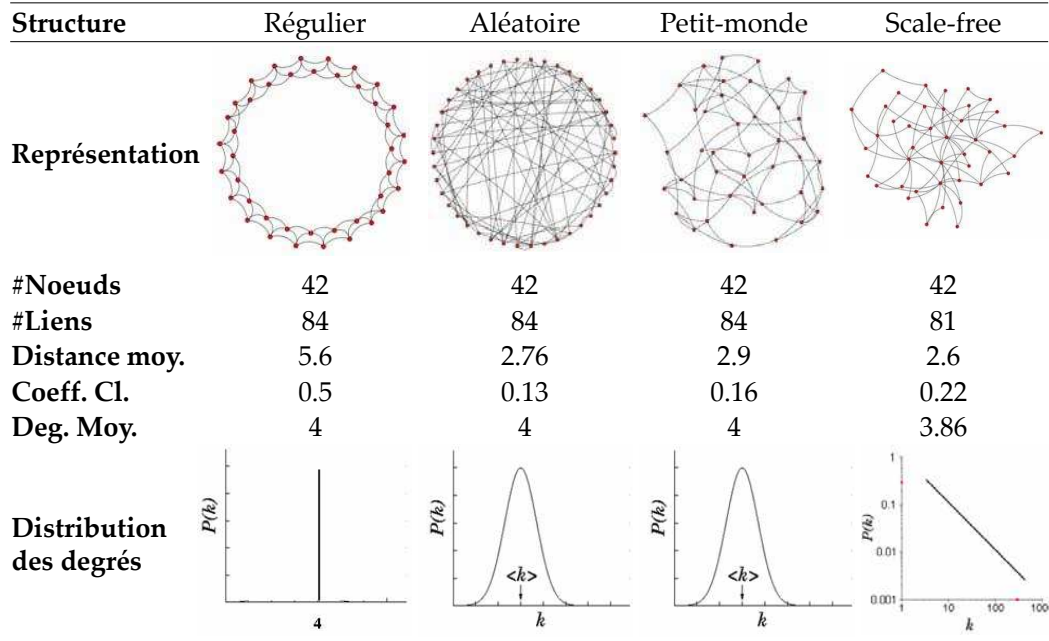 Structure Régulier Aléatoire Petit-monde Scale-free
Représentation
#Noeuds 42 42 42 42
#Liens 84 84 84 81
Distance moy. 5.6 2.76 2.9 2.6
Coeff. Cl. 0.5 0.13 0.16 0.22
Deg. Moy. 4 4 4 3.86
Distribution
des degrés
P(k)
4
P(k)
<k>
k
P(k)
<k>
k
P(k)
1
0.1
0.01
0.001
1 10 100 1000
k